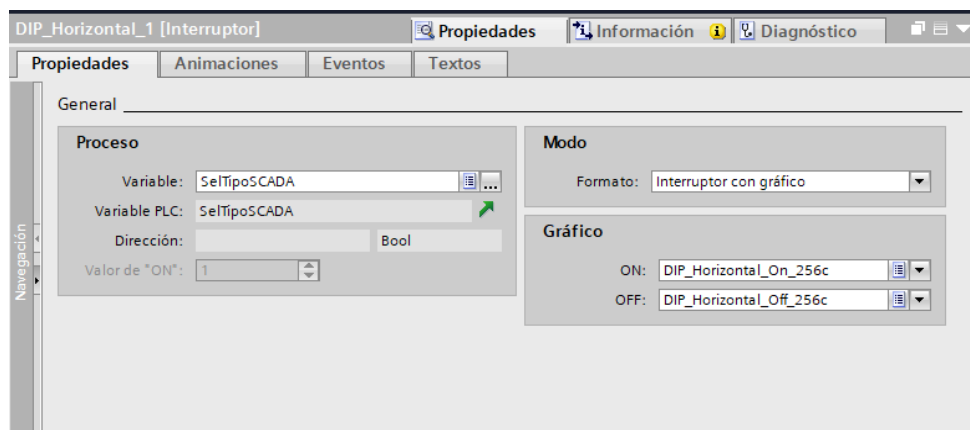 DIP_Horizontal_1 [Interruptor]
Propiedades
Información
Diagnóstico
Propiedades
Animaciones
Eventos
Textos
Navegación
General
Proceso
Variable: SelTipoSCADA
Variable PLC: SelTipoSCADA
Dirección: Bool
Valor de "ON": 1
Modo
Formato: Interruptor con gráfico
Gráfico
ON: DIP_Horizontal_On_256c
OFF: DIP_Horizontal_Off_256c